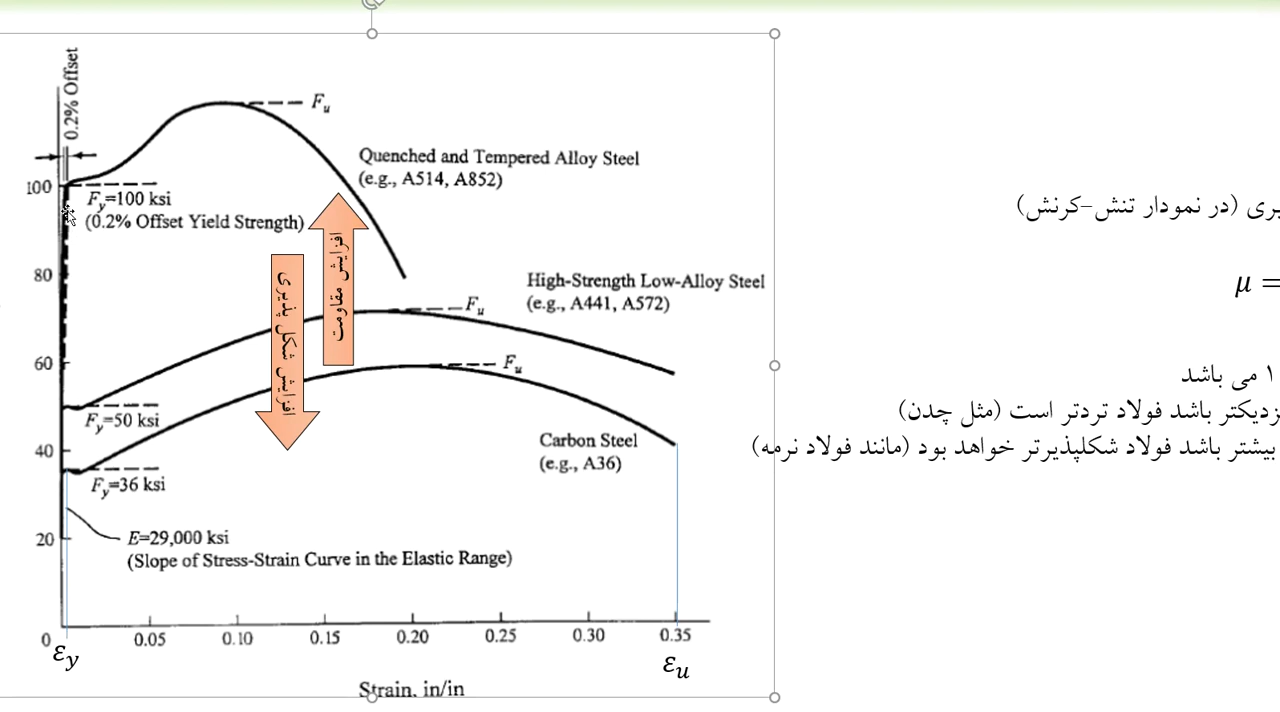 0.2% Offset
F_u
Quenched and Tempered Alloy Steel
(e.g., A514, A852)
100
F_y=100 ksi
(0.2% Offset Yield Strength)
افزایش مقاومت
افزایش شکل پذیری
80
High-Strength Low-Alloy Steel
(e.g., A441, A572)
F_u
60
F_u
F_y=50 ksi
40
Carbon Steel
(e.g., A36)
F_y=36 ksi
20
E=29,000 ksi
(Slope of Stress-Strain Curve in the Elastic Range)
0 0.05 0.10 0.15 0.20 0.25 0.30 0.35
ε_y ε_u
Strain, in/in
(در نمودار تنش-کرنش)
μ =
۱ می باشد
باشد فولاد تردتر است (مثل چدن)
بیشتر باشد فولاد شکلپذیرتر خواهد بود (مانند فولاد نرمه)